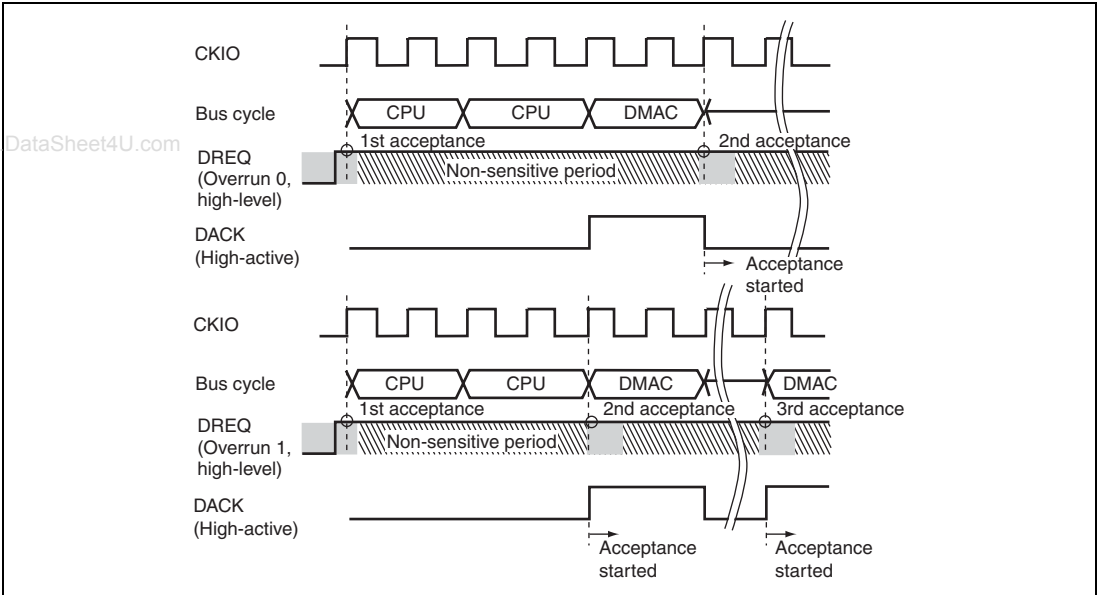 CKIO
Bus cycle
CPU
CPU
DMAC
DataSheet4U.com
1st acceptance
2nd acceptance
DREQ
(Overrun 0,
high-level)
Non-sensitive period
DACK
(High-active)
Acceptance
started
CKIO
Bus cycle
CPU
CPU
DMAC
DMAC
1st acceptance
2nd acceptance
3rd acceptance
DREQ
(Overrun 1,
high-level)
Non-sensitive period
DACK
(High-active)
Acceptance
started
Acceptance
started